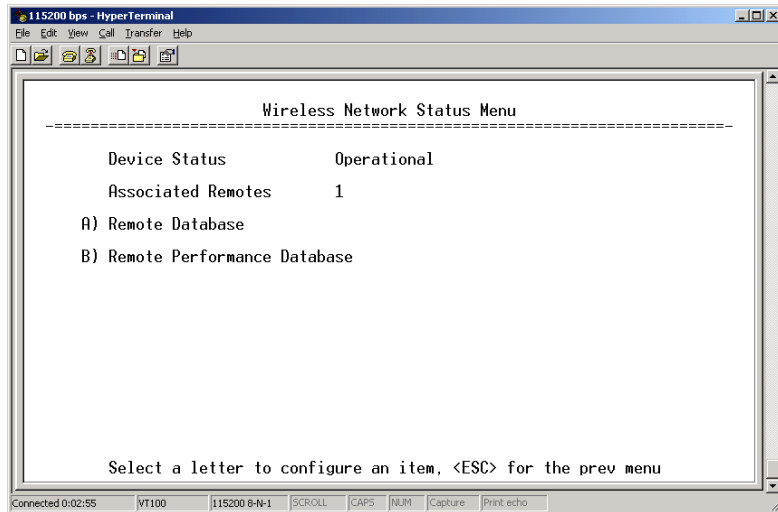 115200 bps - HyperTerminal
File Edit View Call Transfer Help
Wireless Network Status Menu
-==========================================================================-
Device Status Operational
Associated Remotes 1
A) Remote Database
B) Remote Performance Database
Select a letter to configure an item, <ESC> for the prev menu
Connected 0:02:55 VT100 115200 8-N-1 SCROLL CAPS NUM Capture Print echo